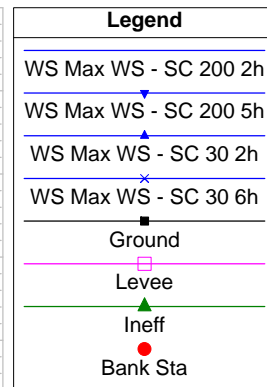 Legend
WS Max WS - SC 200 2h
WS Max WS - SC 200 5h
WS Max WS - SC 30 2h
WS Max WS - SC 30 6h
Ground
Levee
Ineff
Bank Sta